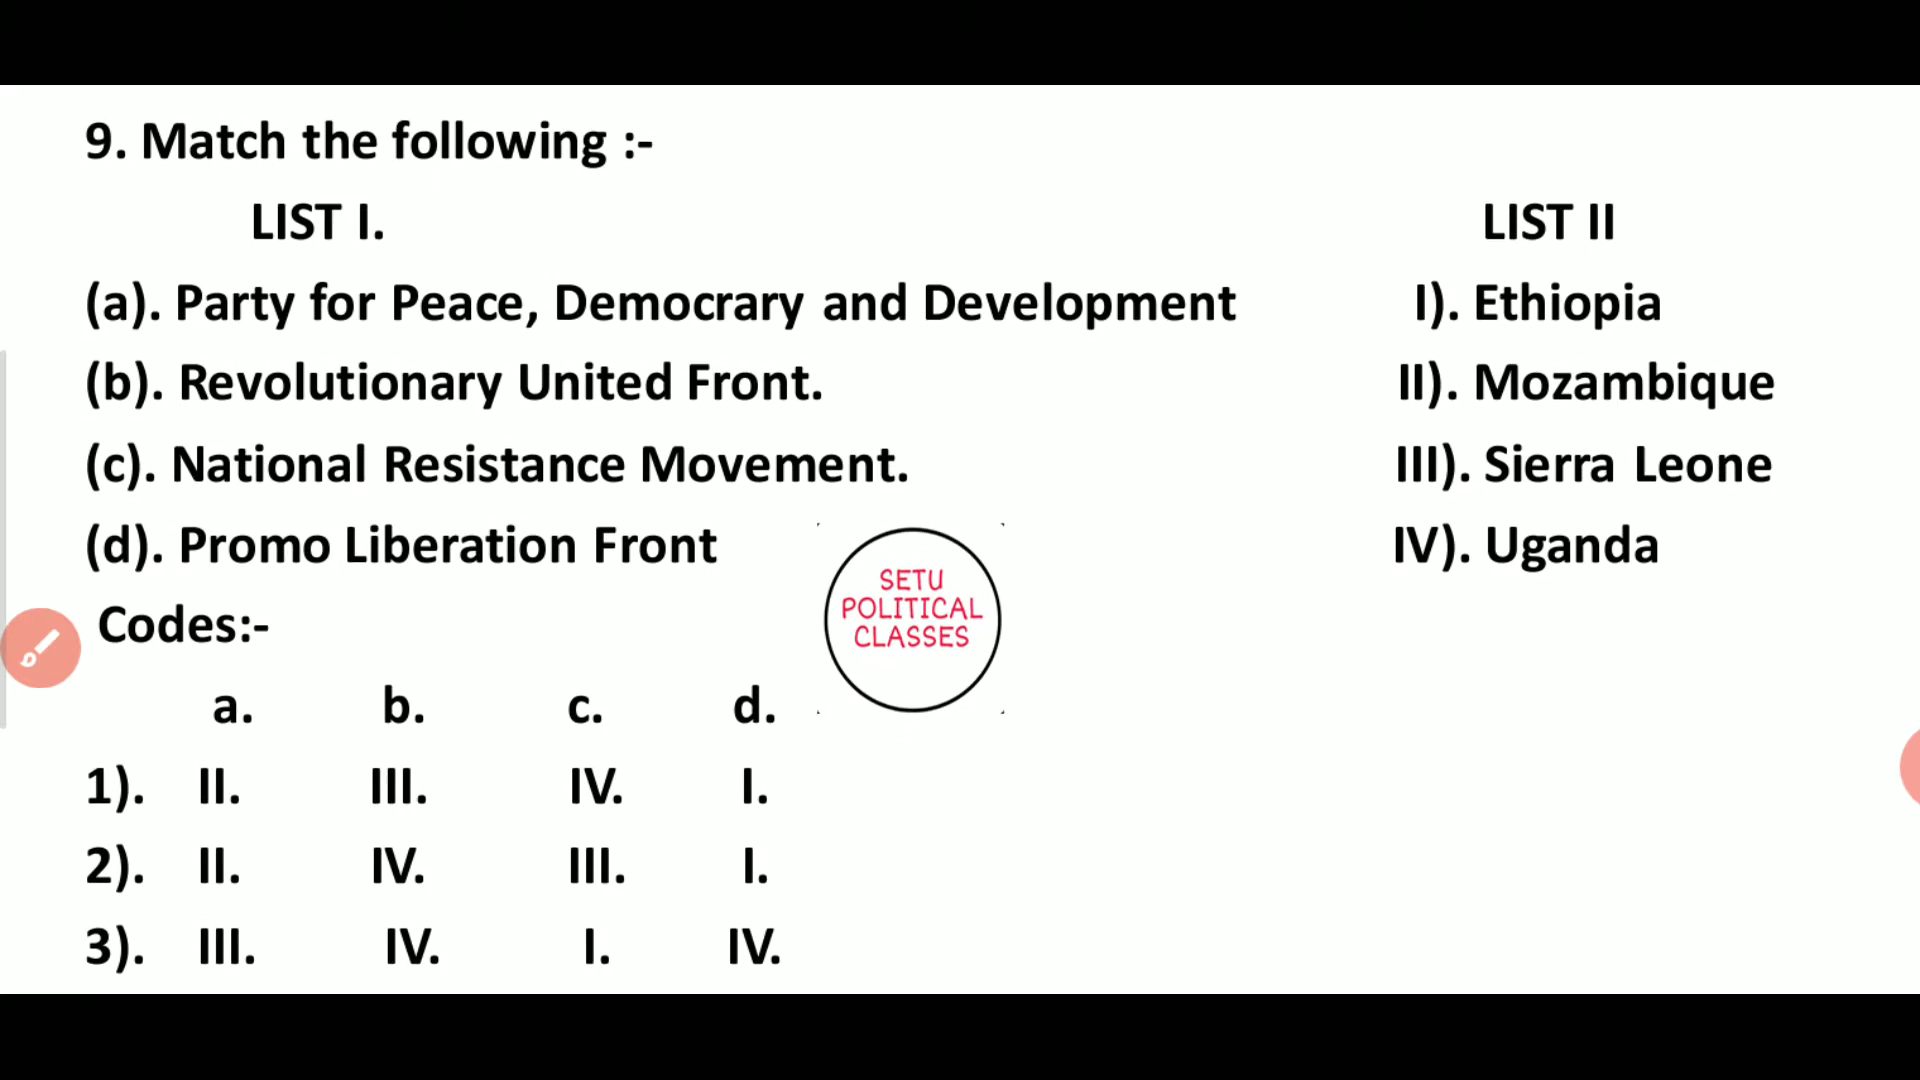 9. Match the following :-
LIST I. LIST II
(a). Party for Peace, Democrary and Development I). Ethiopia
(b). Revolutionary United Front. II). Mozambique
(c). National Resistance Movement. III). Sierra Leone
(d). Promo Liberation Front IV). Uganda
SETU
POLITICAL
CLASSES
Codes:-
a. b. c. d.
1). II. III. IV. I.
2). II. IV. III. I.
3). III. IV. I. IV.